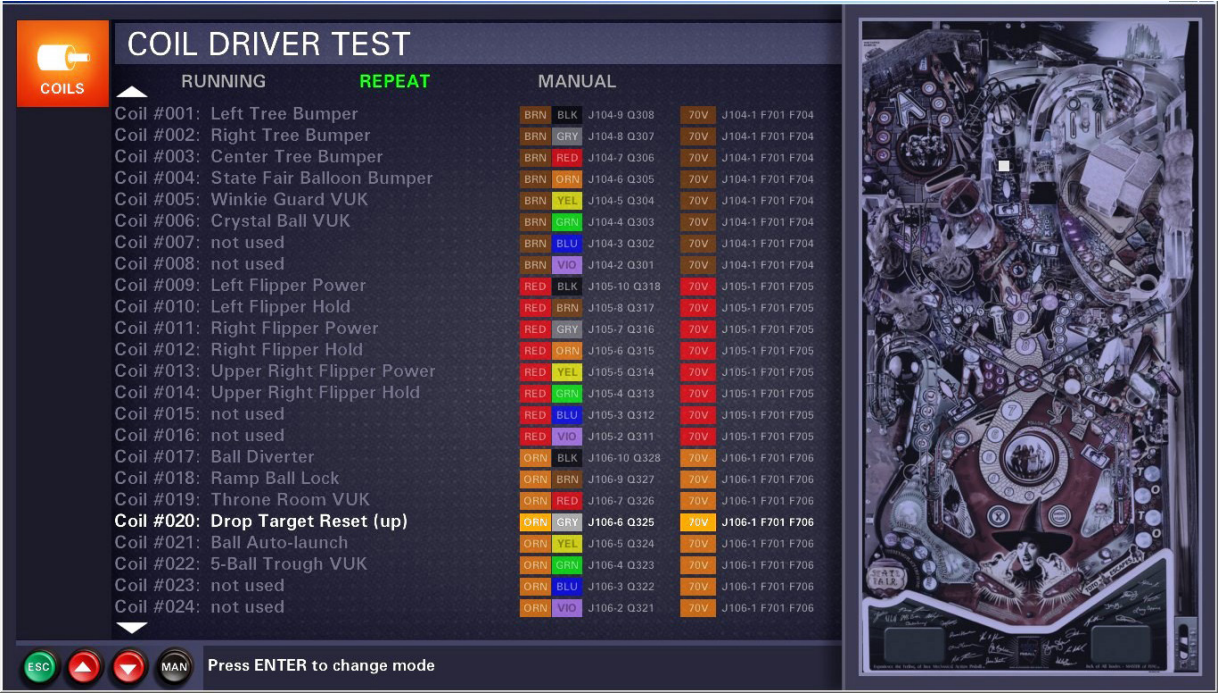 COIL DRIVER TEST
COILS
RUNNING REPEAT MANUAL
Coil #001: Left Tree Bumper BRN BLK J104-9 Q308 70V J104-1 F701 F704
Coil #002: Right Tree Bumper BRN GRY J104-8 Q307 70V J104-1 F701 F704
Coil #003: Center Tree Bumper BRN RED J104-7 Q306 70V J104-1 F701 F704
Coil #004: State Fair Balloon Bumper BRN ORN J104-6 Q305 70V J104-1 F701 F704
Coil #005: Winkie Guard VUK BRN YEL J104-5 Q304 70V J104-1 F701 F704
Coil #006: Crystal Ball VUK BRN GRN J104-4 Q303 70V J104-1 F701 F704
Coil #007: not used BRN BLU J104-3 Q302 70V J104-1 F701 F704
Coil #008: not used BRN VIO J104-2 Q301 70V J104-1 F701 F704
Coil #009: Left Flipper Power RED BLK J105-10 Q318 70V J105-1 F701 F705
Coil #010: Left Flipper Hold RED BRN J105-8 Q317 70V J105-1 F701 F705
Coil #011: Right Flipper Power RED GRY J105-7 Q316 70V J105-1 F701 F705
Coil #012: Right Flipper Hold RED ORN J105-6 Q315 70V J105-1 F701 F705
Coil #013: Upper Right Flipper Power RED YEL J105-5 Q314 70V J105-1 F701 F705
Coil #014: Upper Right Flipper Hold RED GRN J105-4 Q313 70V J105-1 F701 F705
Coil #015: not used RED BLU J105-3 Q312 70V J105-1 F701 F705
Coil #016: not used RED VIO J105-2 Q311 70V J105-1 F701 F705
Coil #017: Ball Diverter ORN BLK J106-10 Q328 70V J106-1 F701 F706
Coil #018: Ramp Ball Lock ORN BRN J106-9 Q327 70V J106-1 F701 F706
Coil #019: Throne Room VUK ORN RED J106-7 Q326 70V J106-1 F701 F706
Coil #020: Drop Target Reset (up) ORN GRY J106-6 Q325 70V J106-1 F701 F706
Coil #021: Ball Auto-launch ORN YEL J106-5 Q324 70V J106-1 F701 F706
Coil #022: 5-Ball Trough VUK ORN GRN J106-4 Q323 70V J106-1 F701 F706
Coil #023: not used ORN BLU J106-3 Q322 70V J106-1 F701 F706
Coil #024: not used ORN VIO J106-2 Q321 70V J106-1 F701 F706
ESC MAN Press ENTER to change mode
STATE
FAIR